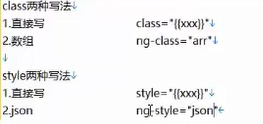 class两种写法
1.直接写 class="{{xxx}}"
2.数组 ng-class="arr"
style两种写法
1.直接写 style="{{xxx}}"
2.json ng-style="json"